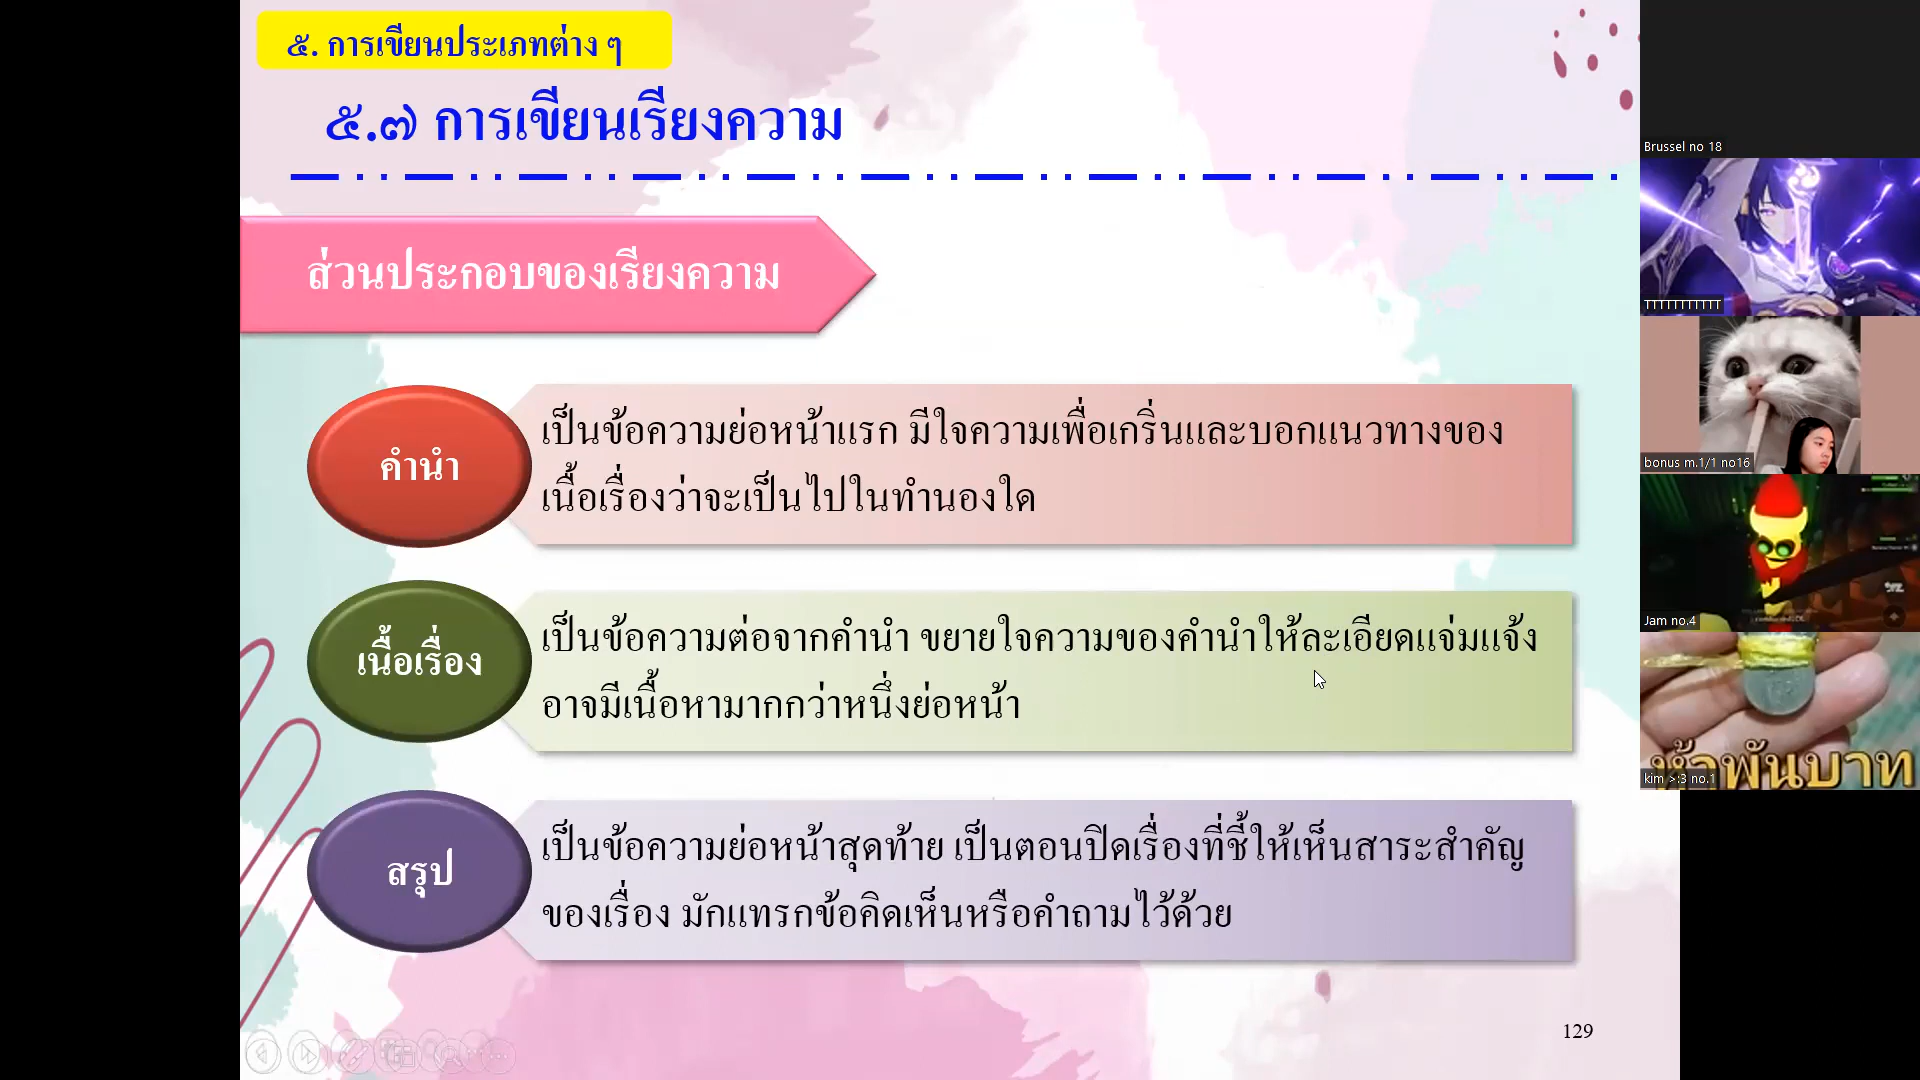 ๕. การเขียนประเภทต่าง ๆ
๕.๗ การเขียนเรียงความ
ส่วนประกอบของเรียงความ
คำนำ
เป็นข้อความย่อหน้าแรก มีใจความเพื่อเกริ่นและบอกแนวทางของ
เนื้อเรื่องว่าจะเป็นไปในทำนองใด
เนื้อเรื่อง
เป็นข้อความต่อจากคำนำ ขยายใจความของคำนำให้ละเอียดแจ่มแจ้ง
อาจมีเนื้อหามากกว่าหนึ่งย่อหน้า
สรุป
เป็นข้อความย่อหน้าสุดท้าย เป็นตอนปิดเรื่องที่ชี้ให้เห็นสาระสำคัญ
ของเรื่อง มักแทรกข้อคิดเห็นหรือคำถามไว้ด้วย
129
Brussel no 18
TTTTTTTTTTT
bonus m.1/1 no16
Jam no.4
ห้าพันบาท
kim >:3 no.1